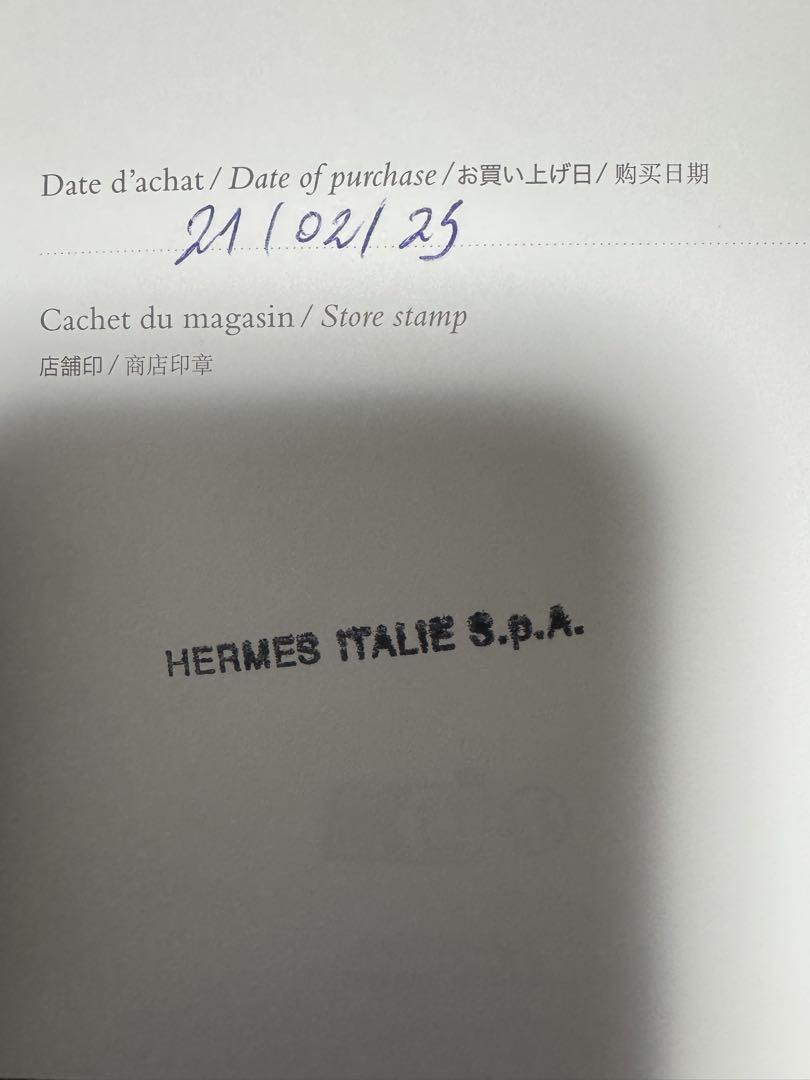 Date d'achat / Date of purchase / お買い上げ日 / 购买日期
21/02/25
Cachet du magasin / Store stamp
店舗印 / 商店印章
HERMES ITALIE S.p.A.